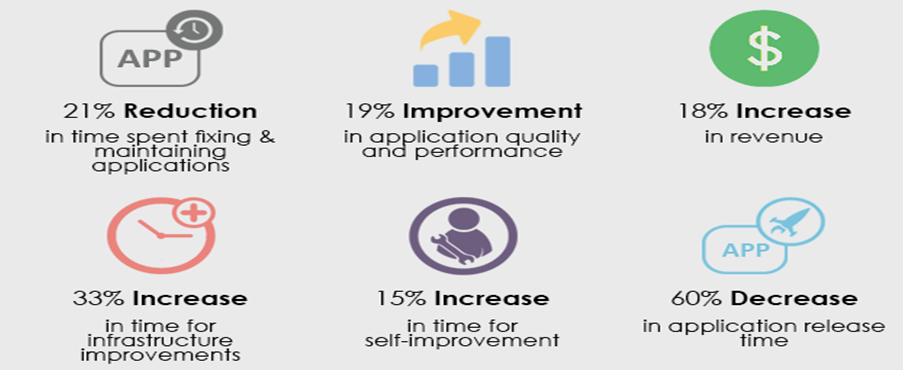 APP
21% Reduction
in time spent fixing &
maintaining
applications
19% Improvement
in application quality
and performance
$
18% Increase
in revenue
33% Increase
in time for
infrastructure
improvements
15% Increase
in time for
self-improvement
APP
60% Decrease
in application release
time